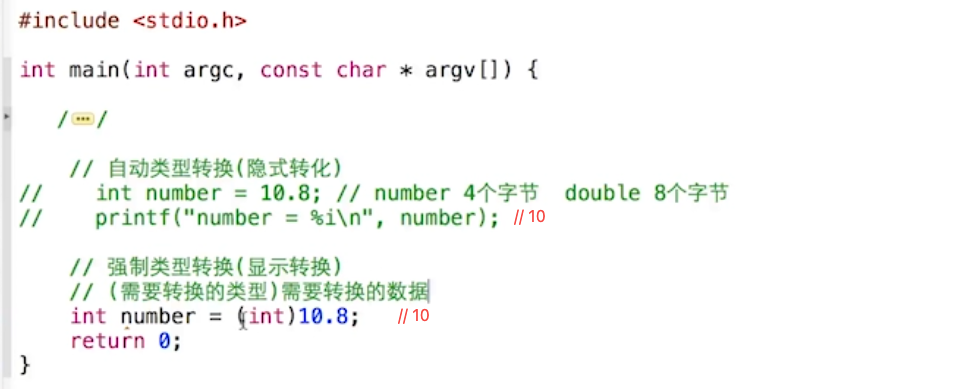 #include <stdio.h>
int main(int argc, const char * argv[]) {
/•••/
// 自动类型转换(隐式转化)
// int number = 10.8; // number 4个字节 double 8个字节
// printf("number = %i\n", number); //10
// 强制类型转换(显示转换)
// (需要转换的类型)需要转换的数据
int number = (int)10.8; //10
return 0;
}